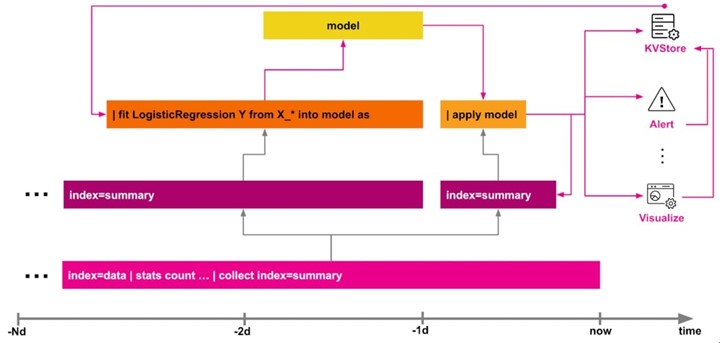 model
KVStore
| fit LogisticRegression Y from X_* into model as
| apply model
Alert
...
... index=summary
index=summary
Visualize
... index=data | stats count ... | collect index=summary
-Nd
-2d
-1d
now
time